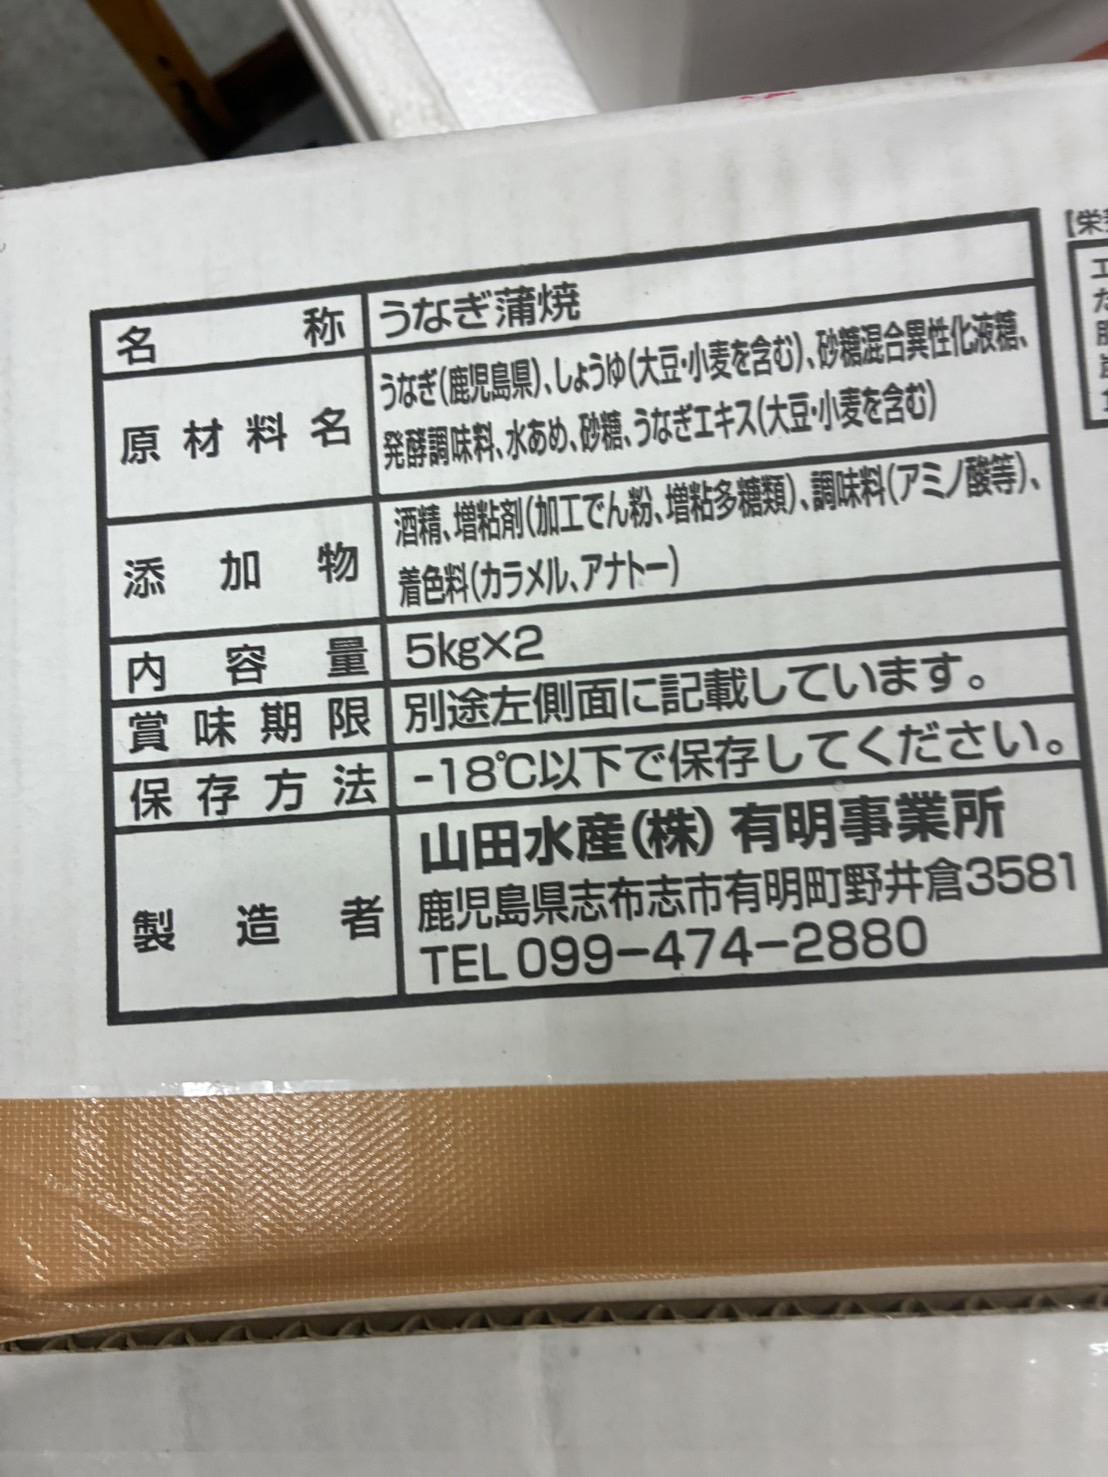 名称 うなぎ蒲焼
原材料名 うなぎ(鹿児島県)、しょうゆ(大豆・小麦を含む)、砂糖混合異性化液糖、
発酵調味料、水あめ、砂糖、うなぎエキス(大豆・小麦を含む)
添加物 酒精、増粘剤(加工でん粉、増粘多糖類)、調味料(アミノ酸等)、
着色料(カラメル、アナトー)
内容量 5kg×2
賞味期限 別途左側面に記載しています。
保存方法 -18℃以下で保存してください。
製造者 山田水産(株) 有明事業所
鹿児島県志布志市有明町野井倉3581
TEL 099-474-2880
【栄
エ
た